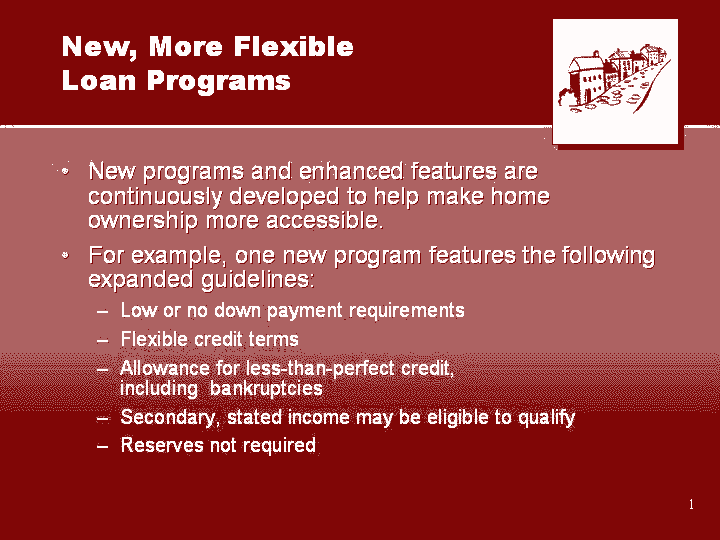 New, More Flexible
Loan Programs
• New programs and enhanced features are
continuously developed to help make home
ownership more accessible.
• For example, one new program features the following
expanded guidelines:
– Low or no down payment requirements
– Flexible credit terms
– Allowance for less-than-perfect credit,
including  bankruptcies
– Secondary, stated income may be eligible to qualify
– Reserves not required
1